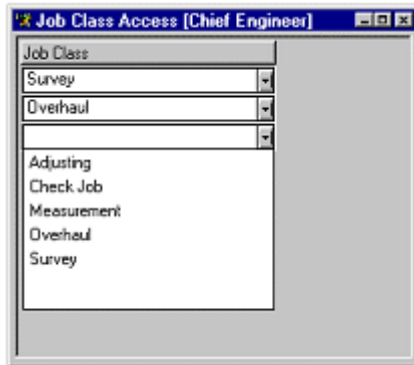 Job Class Access [Chief Engineer]
Job Class
Survey
Overhaul
Adjusting
Check Job
Measurement
Overhaul
Survey